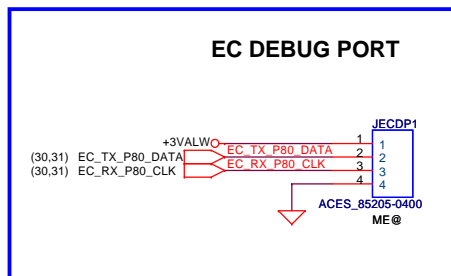 EC DEBUG PORT
JECDP1
+3VALW 1 1
(30,31) EC_TX_P80_DATA EC_TX_P80_DATA 2 2
(30,31) EC_RX_P80_CLK EC_RX_P80_CLK 3 3
4 4
ACES_85205-0400
ME@